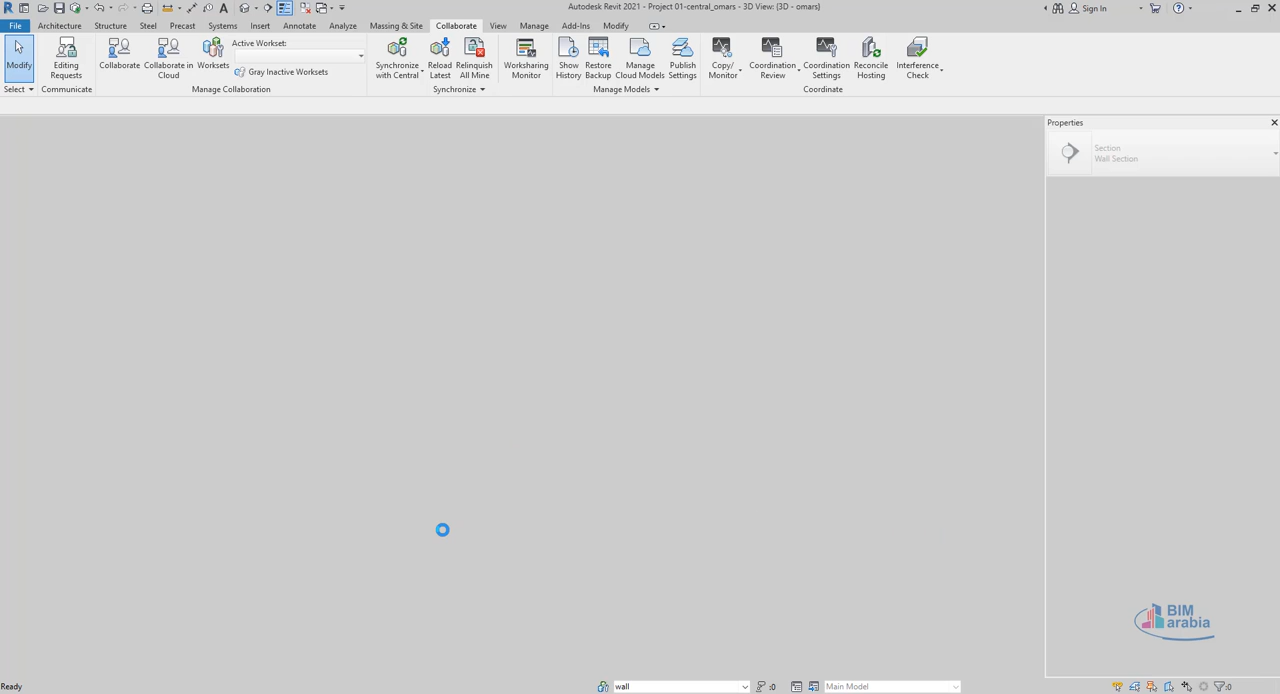 Autodesk Revit 2021 - Project 01-central_omars - 3D View: {3D - omars}
Sign In
File Architecture Structure Steel Precast Systems Insert Annotate Analyze Massing & Site Collaborate View Manage Add-Ins Modify
Modify
Editing
Requests
Collaborate
Collaborate in
Cloud
Worksets
Active Workset:
Gray Inactive Worksets
Synchronize
with Central
Reload
Latest
Relinquish
All Mine
Worksharing
Monitor
Show
History
Restore
Backup
Manage
Cloud Models
Publish
Settings
Copy/
Monitor
Coordination
Review
Coordination
Settings
Reconcile
Hosting
Interference
Check
Select Communicate Manage Collaboration Synchronize Manage Models Coordinate
Properties
Section
Wall Section
BIM
arabia
Ready wall :0 Main Model :0